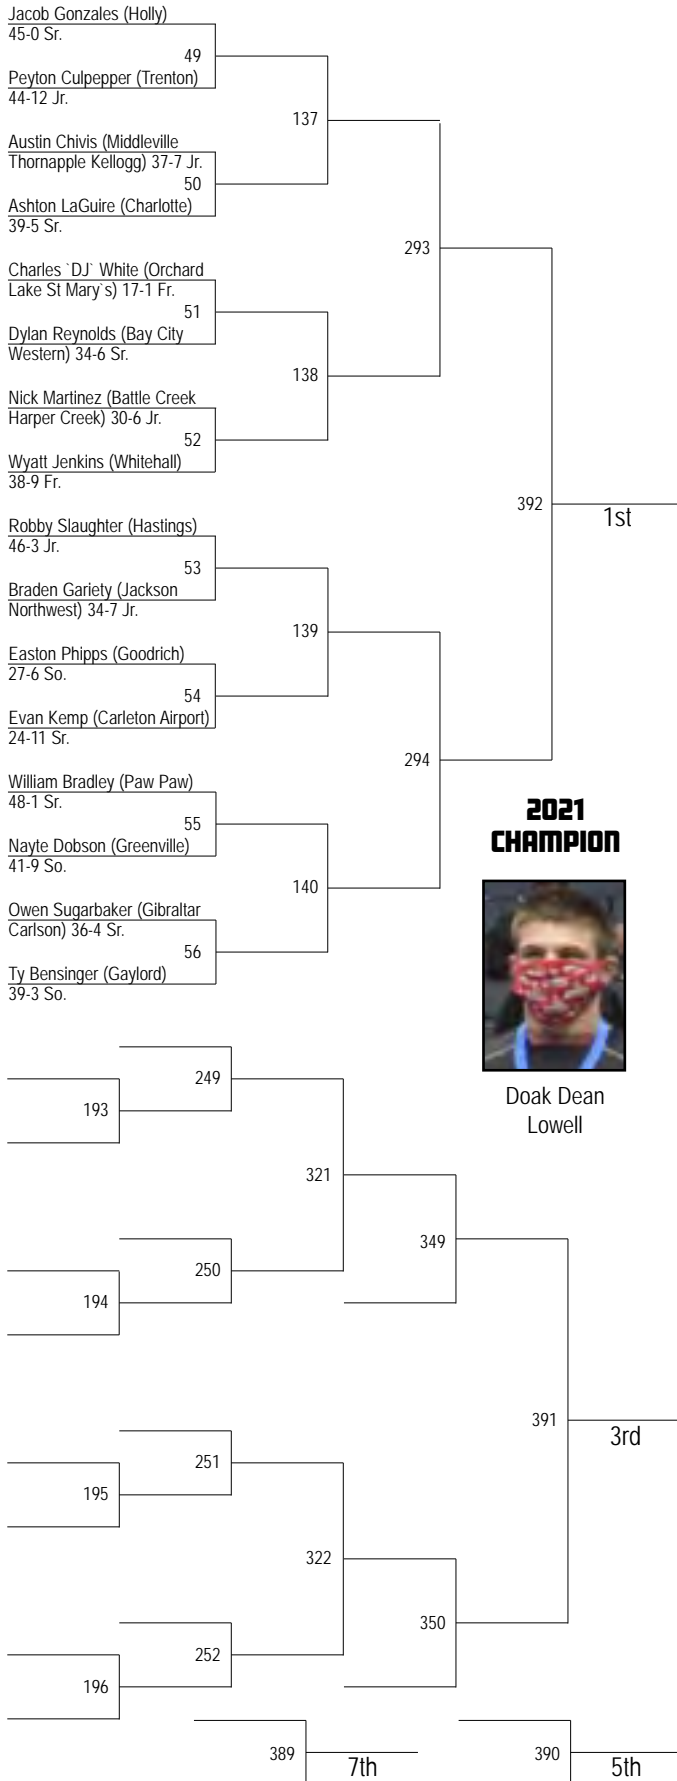 Jacob Gonzales (Holly)
45-0 Sr.
49
Peyton Culpepper (Trenton)
44-12 Jr.
137
Austin Chivis (Middleville
Thornapple Kellogg) 37-7 Jr.
50
Ashton LaGuire (Charlotte)
39-5 Sr.
293
Charles `DJ` White (Orchard
Lake St Mary`s) 17-1 Fr.
51
Dylan Reynolds (Bay City
Western) 34-6 Sr.
138
Nick Martinez (Battle Creek
Harper Creek) 30-6 Jr.
52
Wyatt Jenkins (Whitehall)
38-9 Fr.
392
1st
Robby Slaughter (Hastings)
46-3 Jr.
53
Braden Gariety (Jackson
Northwest) 34-7 Jr.
139
Easton Phipps (Goodrich)
27-6 So.
54
Evan Kemp (Carleton Airport)
24-11 Sr.
294
William Bradley (Paw Paw)
48-1 Sr.
55
Nayte Dobson (Greenville)
41-9 So.
140
Owen Sugarbaker (Gibraltar
Carlson) 36-4 Sr.
56
Ty Bensinger (Gaylord)
39-3 So.
2021
CHAMPION
Doak Dean
Lowell
249
193
321
349
250
194
391
3rd
251
195
322
350
252
196
389
7th
390
5th